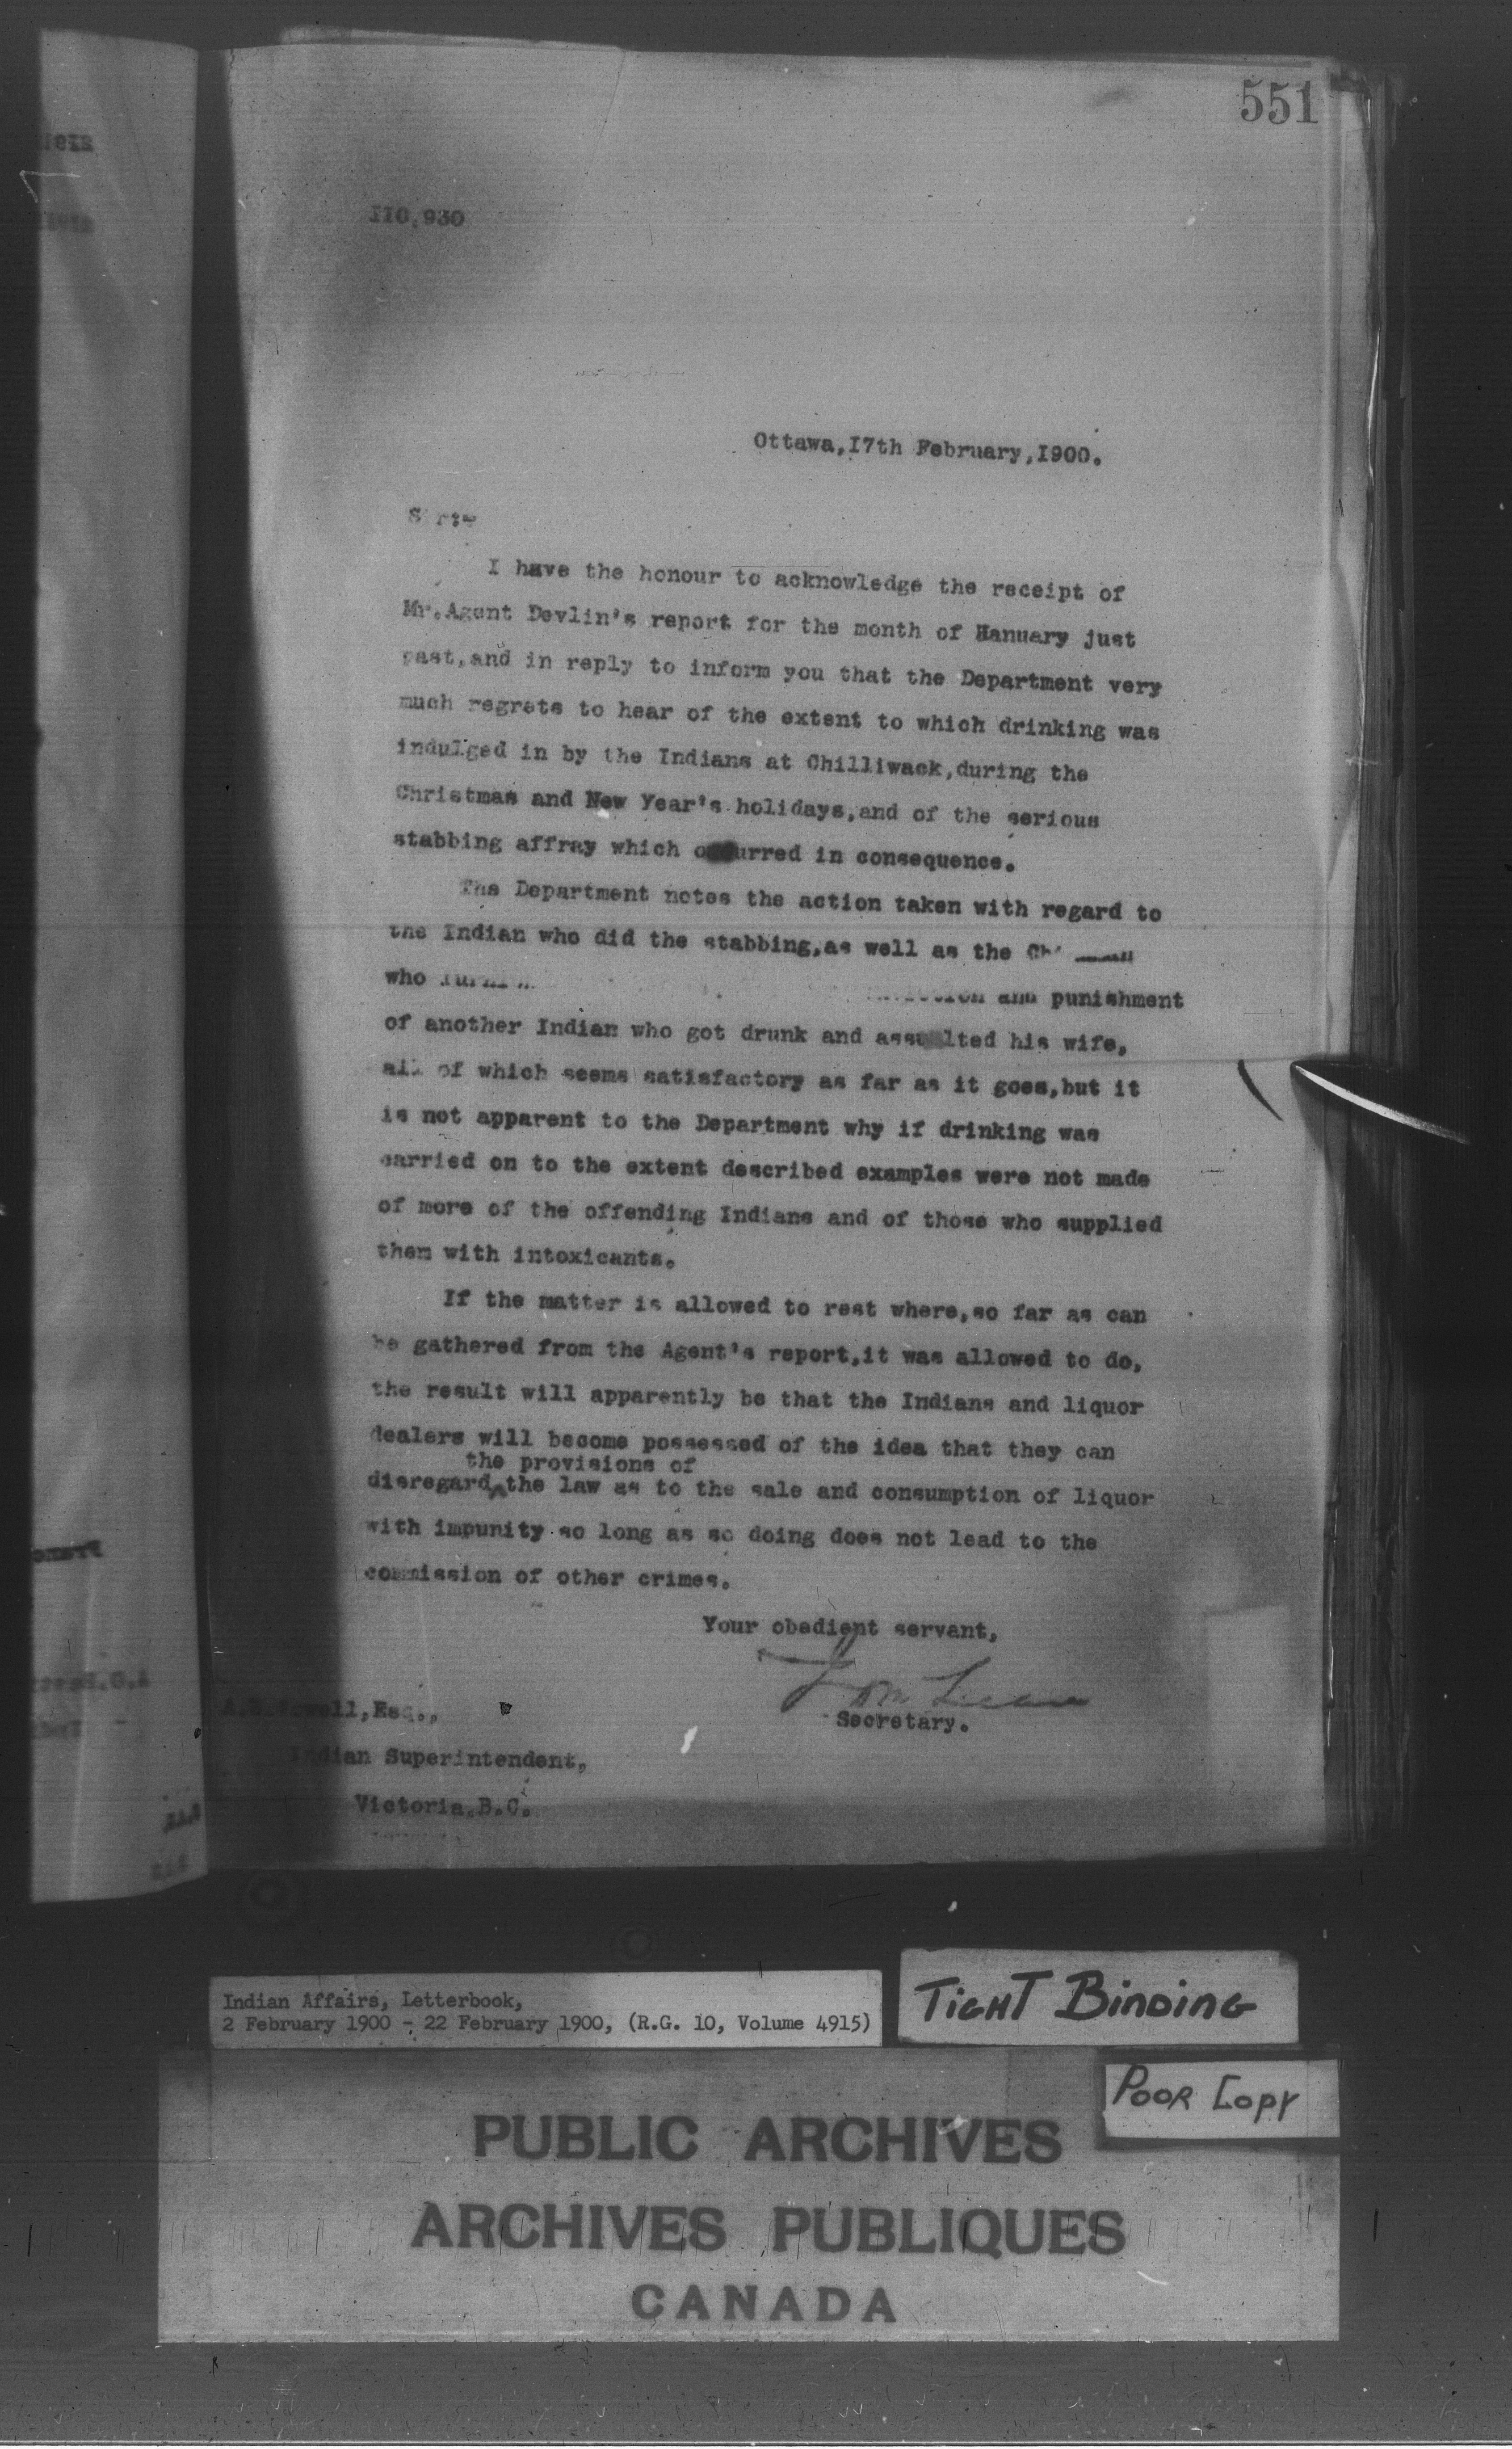 551
110,930
Ottawa,17th February,1900.
S r:-
I have the honour to acknowledge the receipt of
Mr.Agent Devlin's report for the month of Hanuary just
past,and in reply to inform you that the Department very
much regrets to hear of the extent to which drinking was
indulged in by the Indians at Chilliwack,during the
Christmas and New Year's holidays,and of the serious
stabbing affray which occurred in consequence.
The Department notes the action taken with regard to
the Indian who did the stabbing,as well as the
who and punishment
of another Indian who got drunk and assaulted his wife,
all of which seems satisfactory as far as it goes,but it
is not apparent to the Department why if drinking was
carried on to the extent described examples were not made
of more of the offending Indians and of those who supplied
them with intoxicants.
If the matter is allowed to rest where,so far as can
be gathered from the Agent's report,it was allowed to do,
the result will apparently be that the Indians and liquor
dealers will become possessed of the idea that they can
the provisions of
disregard,^the law as to the sale and consumption of liquor
with impunity so long as so doing does not lead to the
commission of other crimes.
Your obedient servant,
Secretary.
Esq.,
Indian Superintendent,
Victoria,B.C.
Indian Affairs, Letterbook,
2 February 1900 - 22 February 1900, (R.G. 10, Volume 4915)
TIGHT BINDING
POOR COPY
PUBLIC ARCHIVES
ARCHIVES PUBLIQUES
CANADA